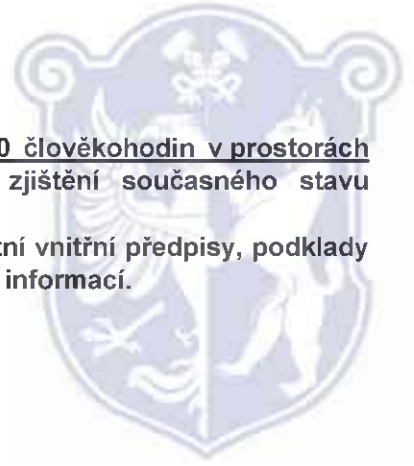 0 člověkohodin v prostorách
zjištění současného stavu
tní vnitřní předpisy, podklady
informací.